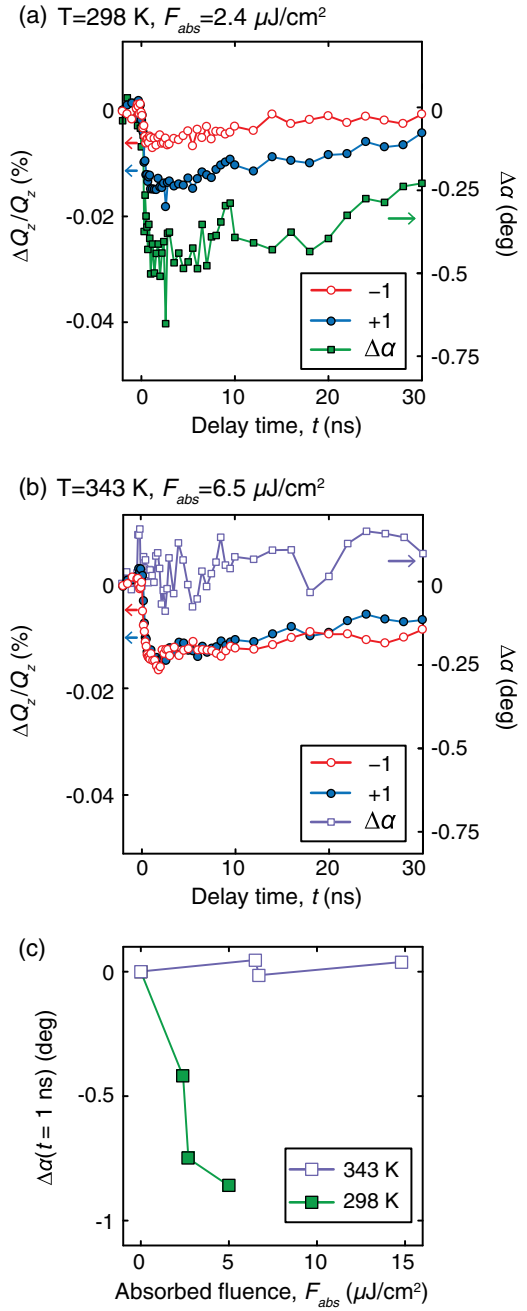 (a) T=298 K, F_abs=2.4 µJ/cm²
0
-0.02
-0.04
ΔQ_z/Q_z (%)
0
-0.25
-0.5
-0.75
Δα (deg)
−1
+1
Δα
0 10 20 30
Delay time, t (ns)
(b) T=343 K, F_abs=6.5 µJ/cm²
0
-0.02
-0.04
ΔQ_z/Q_z (%)
0
-0.25
-0.5
-0.75
Δα (deg)
−1
+1
Δα
0 10 20 30
Delay time, t (ns)
(c)
0
-0.5
-1
Δα(t = 1 ns) (deg)
343 K
298 K
0 5 10 15
Absorbed fluence, F_abs (µJ/cm²)